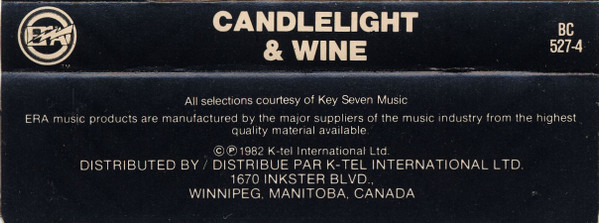 ERA
TM
CANDLELIGHT
& WINE
BC
527-4
All selections courtesy of Key Seven Music
ERA music products are manufactured by the major suppliers of the music industry from the highest
quality material available.
© ℗ 1982 K-tel International Ltd.
DISTRIBUTED BY / DISTRIBUE PAR K-TEL INTERNATIONAL LTD.
1670 INKSTER BLVD.,
WINNIPEG, MANITOBA, CANADA